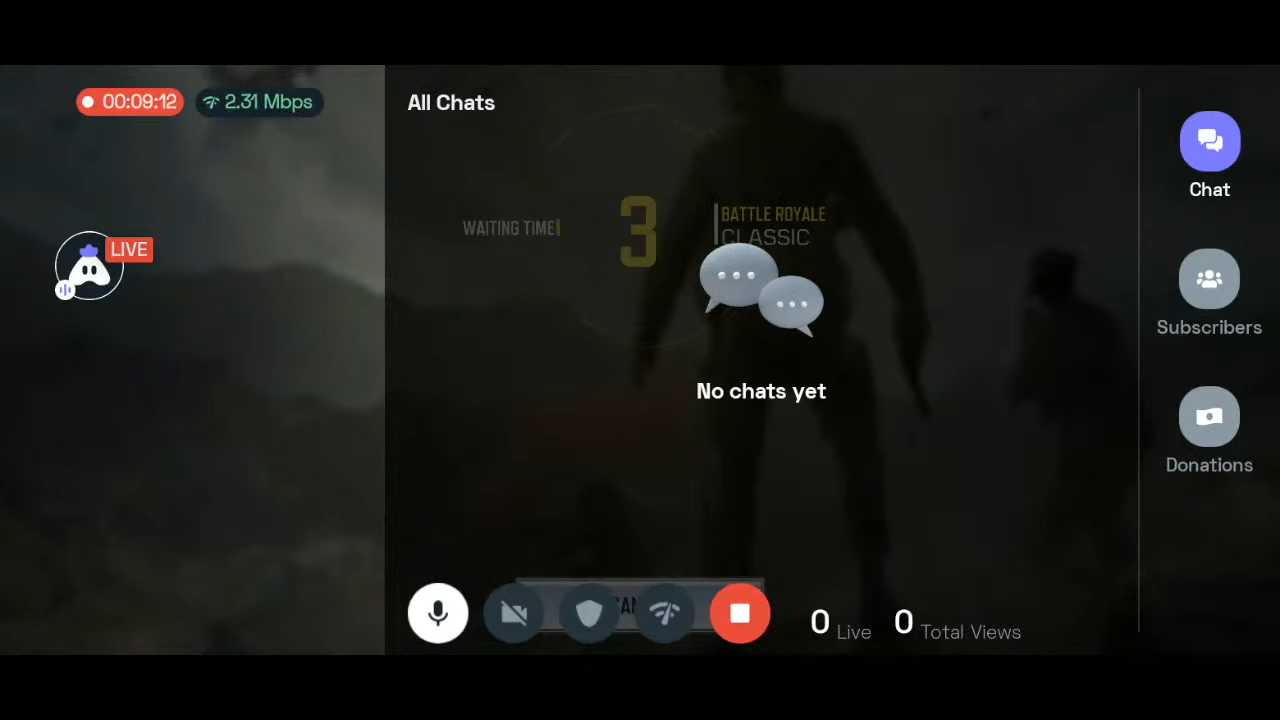 00:09:12
2.31 Mbps
All Chats
Chat
LIVE
WAITING TIME
3
BATTLE ROYALE
CLASSIC
Subscribers
No chats yet
Donations
0 Live 0 Total Views